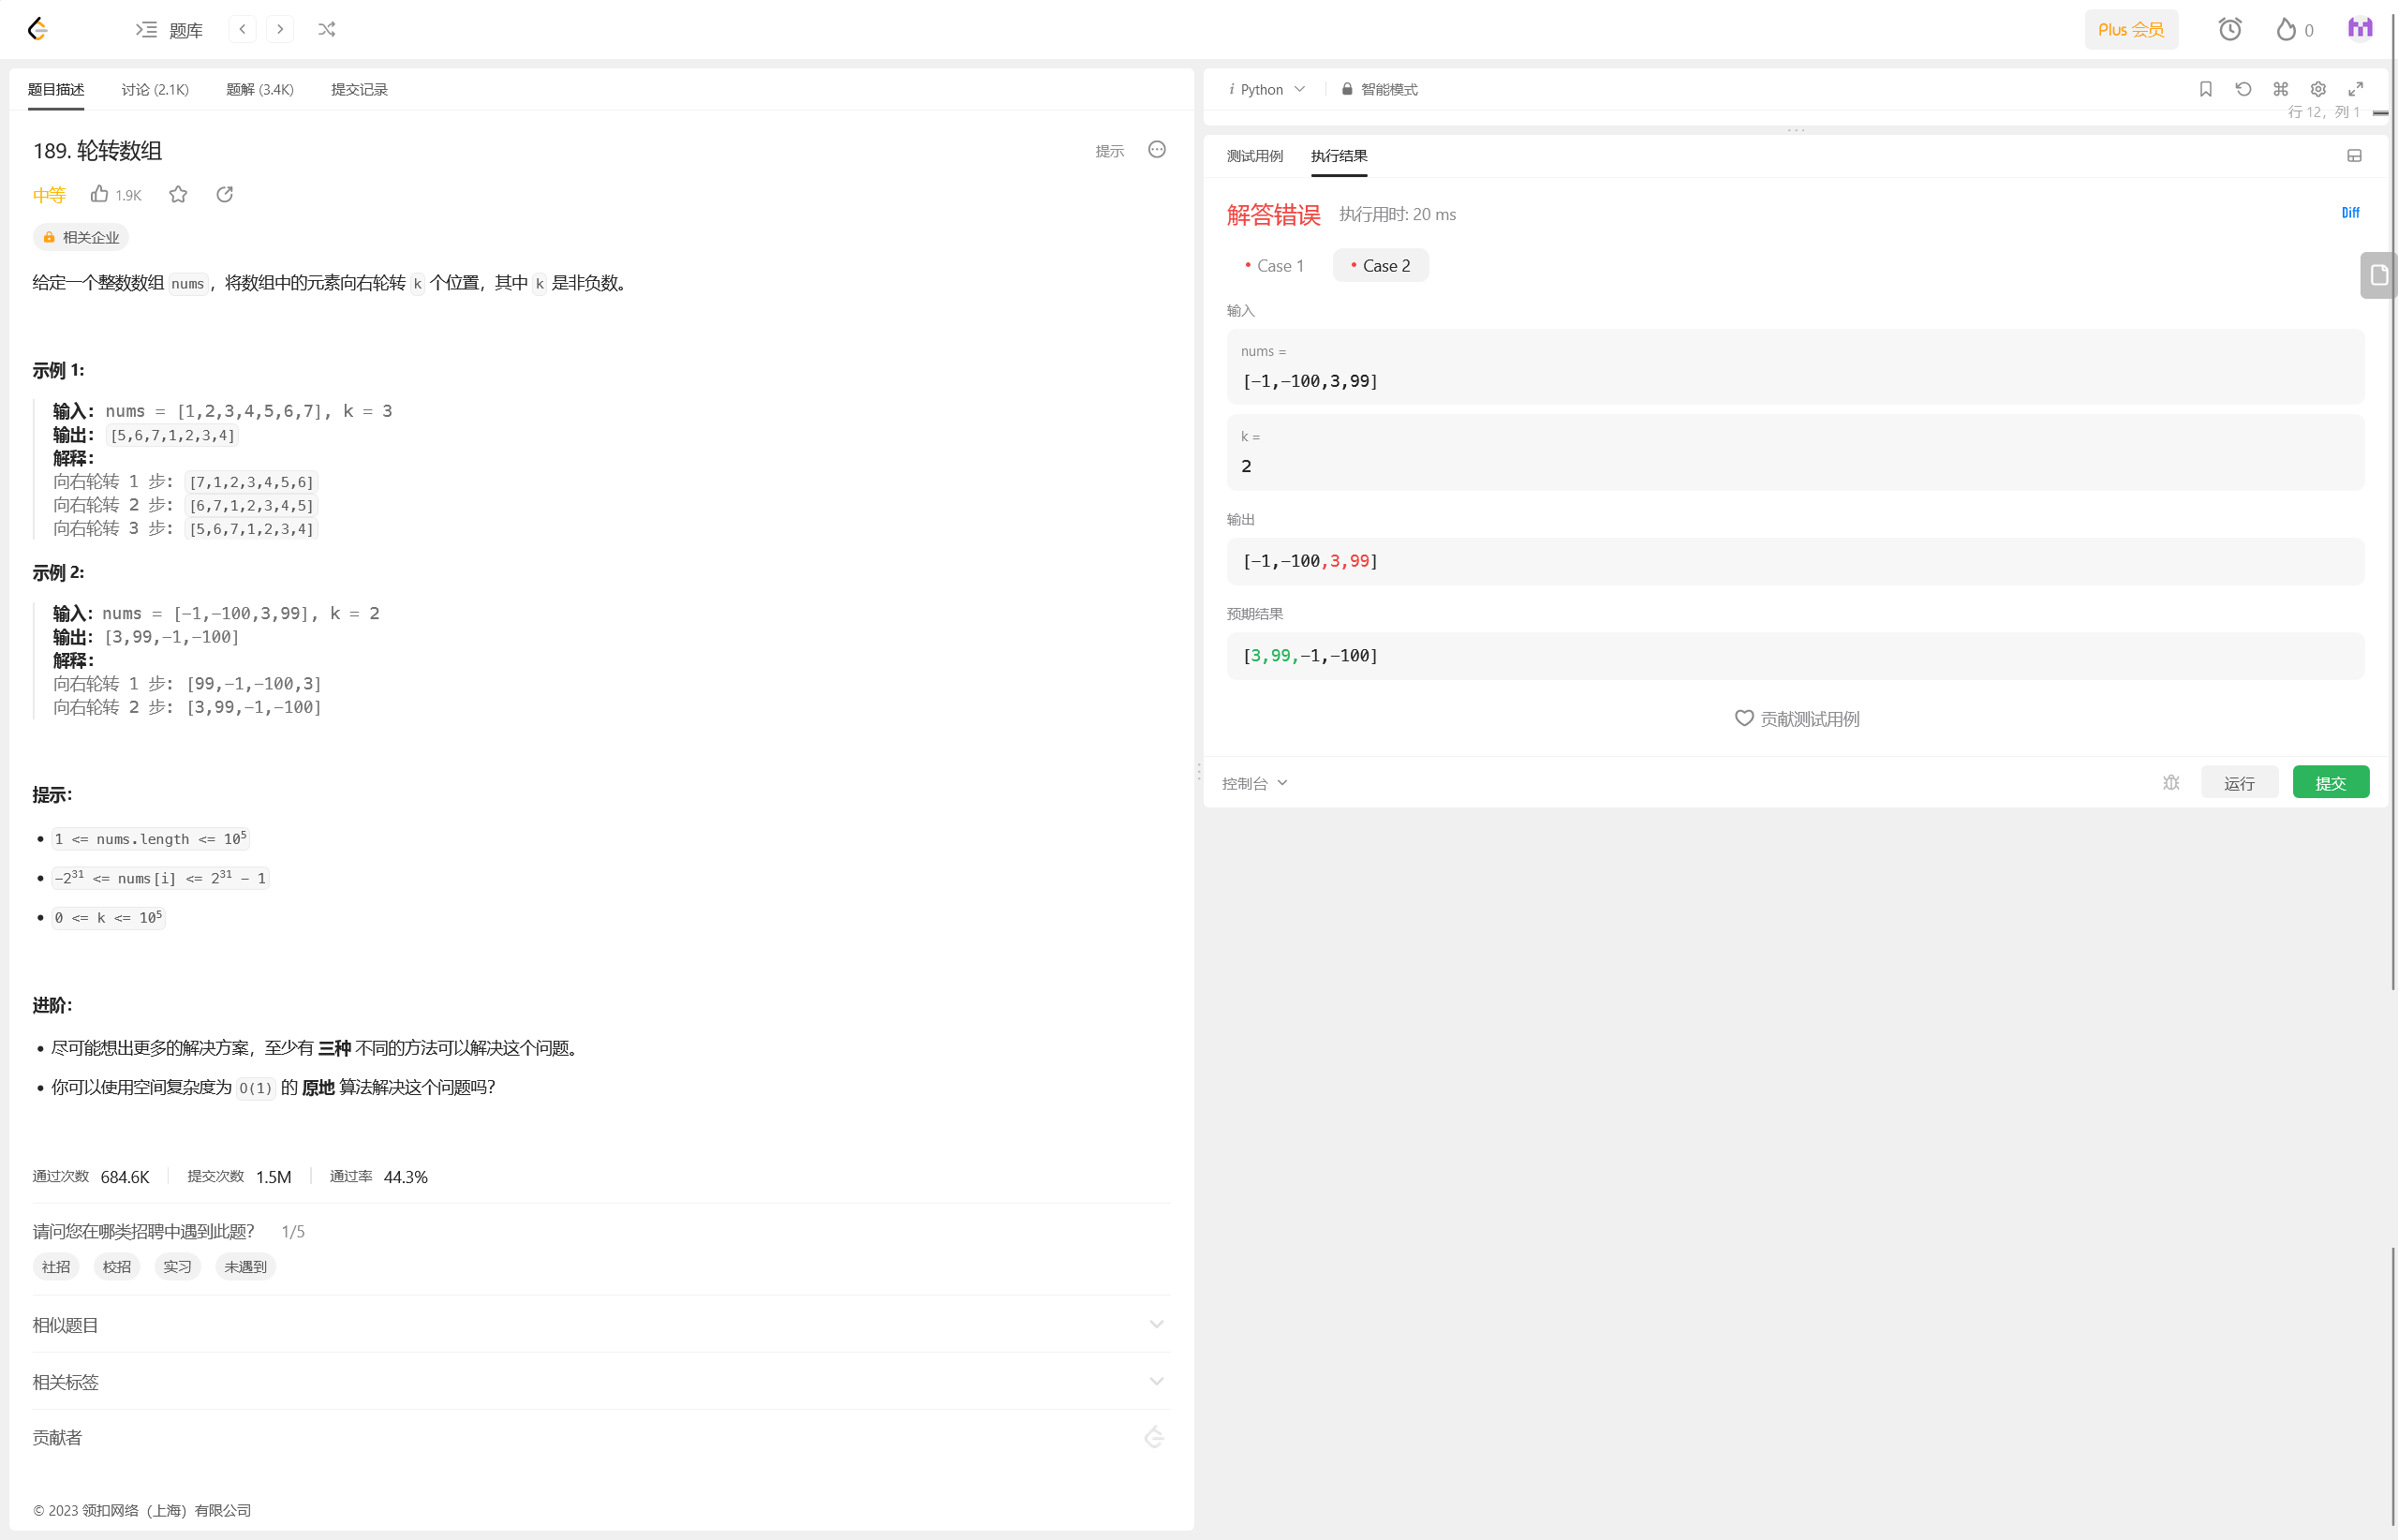 题库
Plus 会员
0
题目描述
讨论 (2.1K)
题解 (3.4K)
提交记录
189. 轮转数组
提示
中等
1.9K
相关企业
给定一个整数数组 nums，将数组中的元素向右轮转 k 个位置，其中 k 是非负数。
示例 1:
输入: nums = [1,2,3,4,5,6,7], k = 3
输出: [5,6,7,1,2,3,4]
解释:
向右轮转 1 步: [7,1,2,3,4,5,6]
向右轮转 2 步: [6,7,1,2,3,4,5]
向右轮转 3 步: [5,6,7,1,2,3,4]
示例 2:
输入：nums = [-1,-100,3,99], k = 2
输出：[3,99,-1,-100]
解释:
向右轮转 1 步: [99,-1,-100,3]
向右轮转 2 步: [3,99,-1,-100]
提示：
1 <= nums.length <= 10⁵
-2³¹ <= nums[i] <= 2³¹ - 1
0 <= k <= 10⁵
进阶：
尽可能想出更多的解决方案，至少有 三种 不同的方法可以解决这个问题。
你可以使用空间复杂度为 O(1) 的 原地 算法解决这个问题吗？
通过次数 684.6K 提交次数 1.5M 通过率 44.3%
请问您在哪类招聘中遇到此题？ 1/5
社招 校招 实习 未遇到
相似题目
相关标签
贡献者
© 2023 领扣网络（上海）有限公司
i Python
智能模式
行 12，列 1
测试用例
执行结果
解答错误 执行用时: 20 ms
Diff
Case 1
Case 2
输入
nums =
[-1,-100,3,99]
k =
2
输出
[-1,-100,3,99]
预期结果
[3,99,-1,-100]
贡献测试用例
控制台
运行
提交